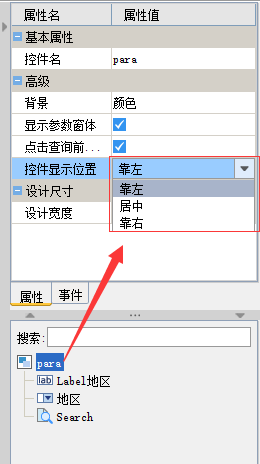 属性名 属性值
基本属性
控件名 para
高级
背景 颜色
显示参数窗体
点击查询前...
控件显示位置 靠左
靠左
设计尺寸
居中
设计宽度
靠右
属性 事件
搜索:
para
Label地区
地区
Search